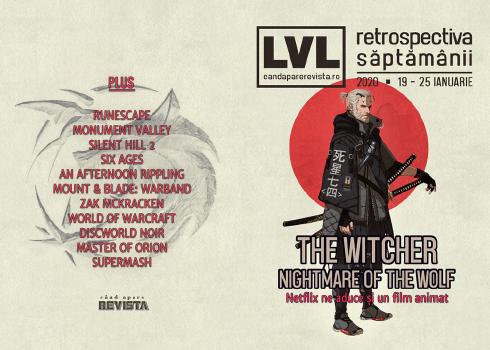 PLUS
RUNESCAPE
MONUMENT VALLEY
SILENT HILL 2
SIX AGES
AN AFTERNOON RIPPLING
MOUNT & BLADE: WARBAND
ZAK MCKRACKEN
WORLD OF WARCRAFT
DISCWORLD NOIR
MASTER OF ORION
SUPERMASH
când apare
REVISTA
LVL
candaparerevista.ro
retrospectiva
săptămânii
2020 ▪ 19 - 25 IANUARIE
死
星
七
四
THE WITCHER
NIGHTMARE OF THE WOLF
Netflix ne aduce și un film animat